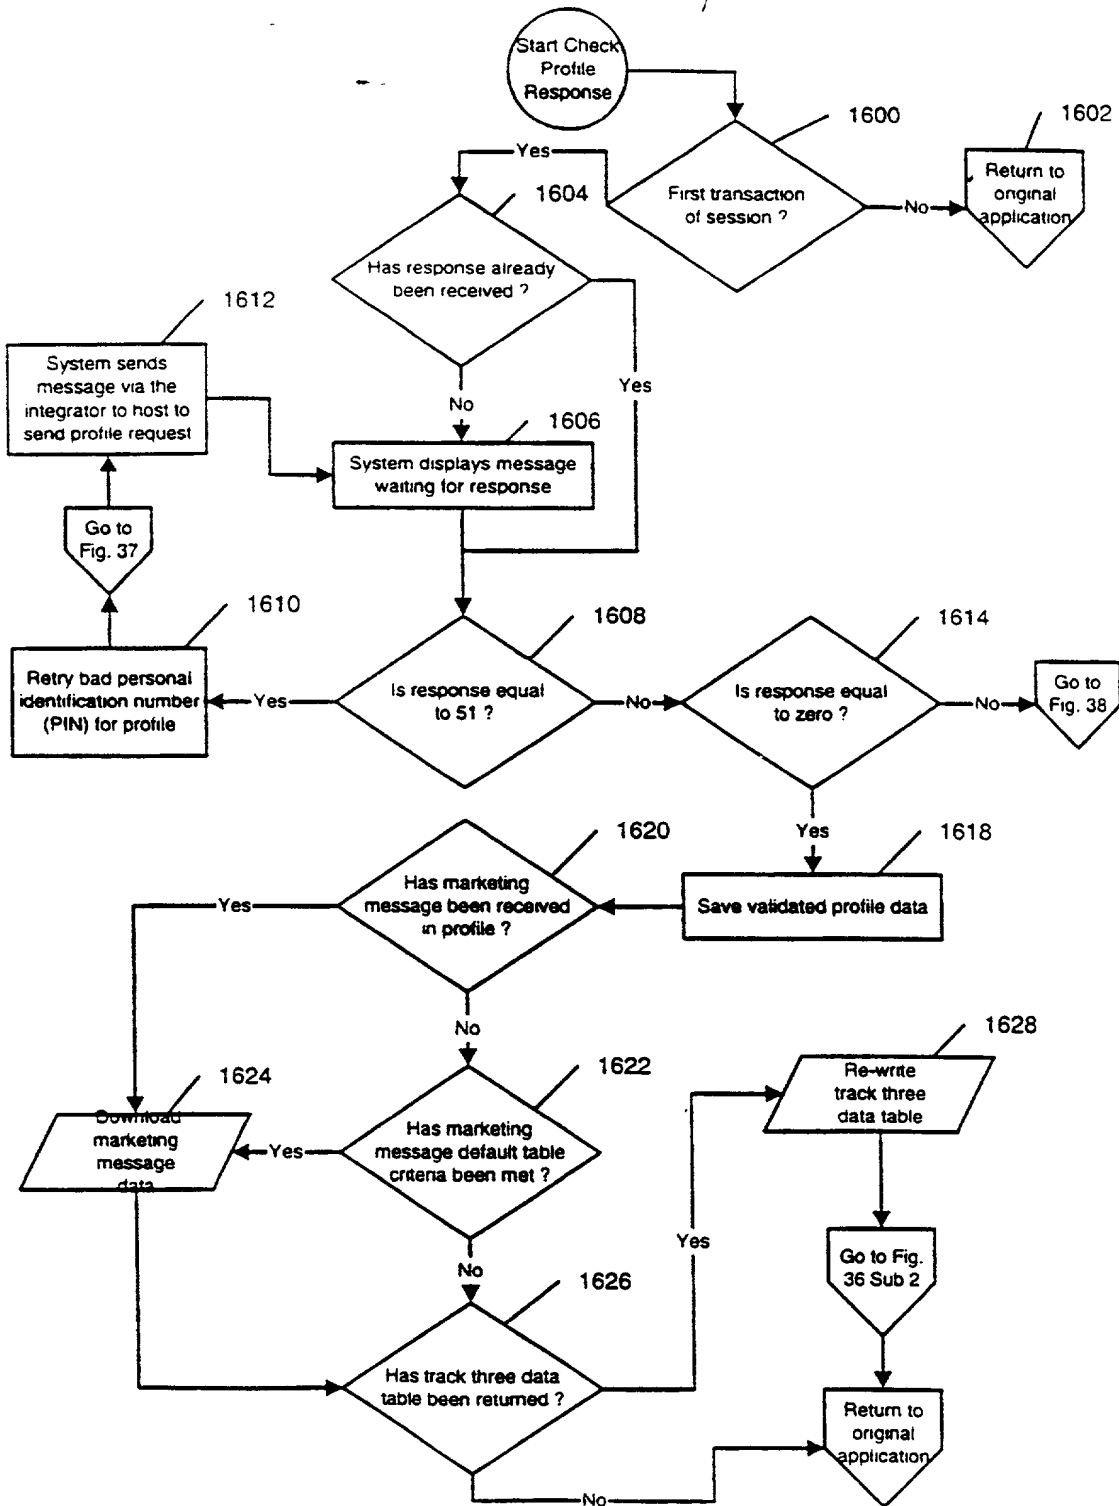 Start Check
Profile
Response
1600
1602
Yes
1604
First transaction
of session ?
No
Return to
original
application
Has response already
been received ?
1612
System sends
message via the
integrator to host to
send profile request
Yes
No
1606
System displays message
waiting for response
Go to
Fig. 37
1610
1608
1614
Retry bad personal
identification number
(PIN) for profile
Yes
Is response equal
to 51 ?
No
Is response equal
to zero ?
No
Go to
Fig. 38
Yes
1620
1618
Has marketing
message been received
in profile ?
Yes
Save validated profile data
No
1628
1622
1624
Re-write
track three
data table
Download
marketing
message
data
Yes
Has marketing
message default table
criteria been met ?
Yes
No
1626
Go to Fig.
36 Sub 2
Has track three data
table been returned ?
Return to
original
application
No